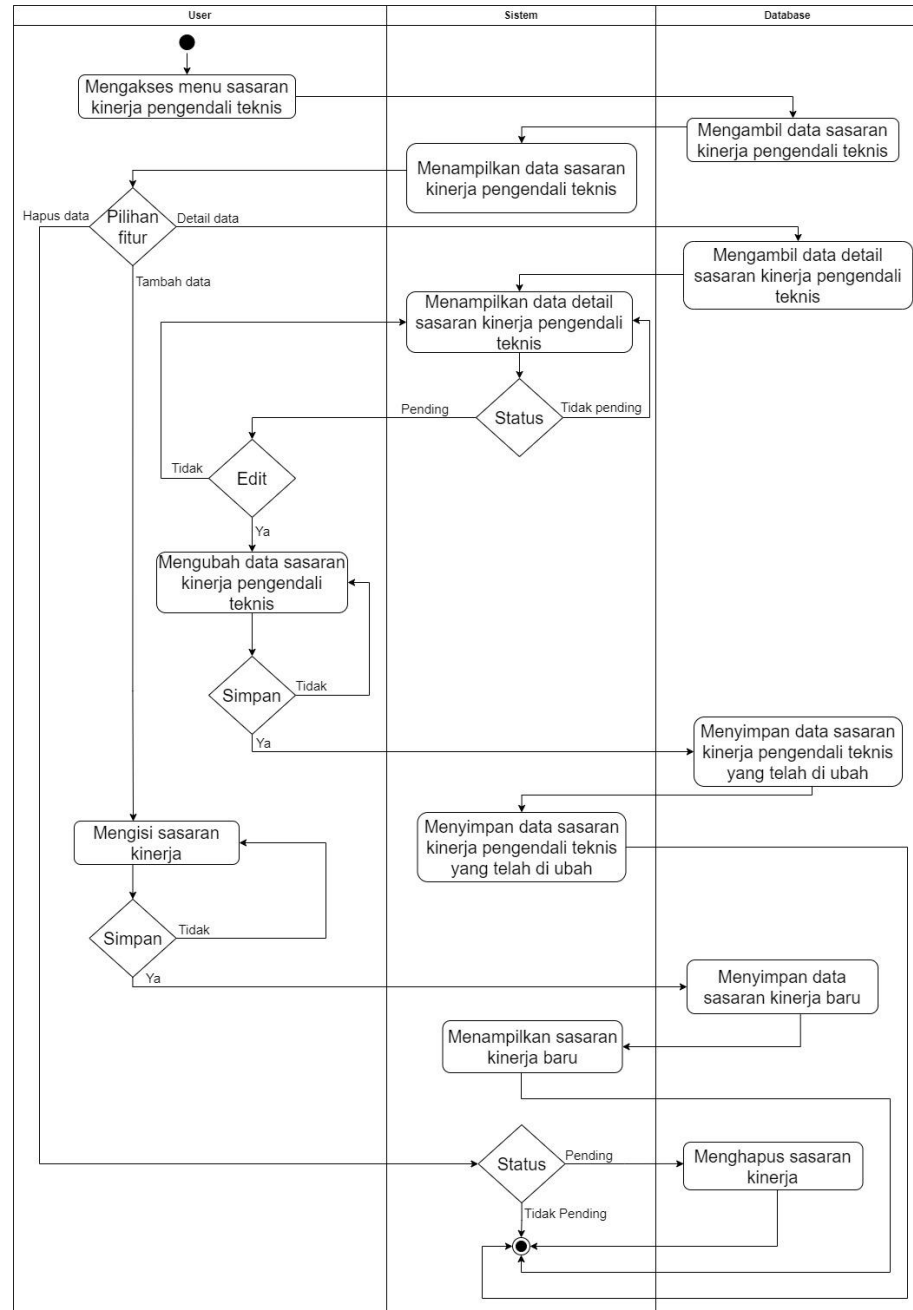 User
Sistem
Database
Mengakses menu sasaran
kinerja pengendali teknis
Mengambil data sasaran
kinerja pengendali teknis
Menampilkan data sasaran
kinerja pengendali teknis
Hapus data
Pilihan
fitur
Detail data
Tambah data
Mengambil data detail
sasaran kinerja pengendali
teknis
Menampilkan data detail
sasaran kinerja pengendali
teknis
Pending
Status
Tidak pending
Tidak
Edit
Ya
Mengubah data sasaran
kinerja pengendali
teknis
Simpan
Tidak
Ya
Menyimpan data sasaran
kinerja pengendali teknis
yang telah di ubah
Menyimpan data sasaran
kinerja pengendali teknis
yang telah di ubah
Mengisi sasaran
kinerja
Simpan
Tidak
Ya
Menyimpan data
sasaran kinerja baru
Menampilkan sasaran
kinerja baru
Status
Pending
Menghapus sasaran
kinerja
Tidak Pending